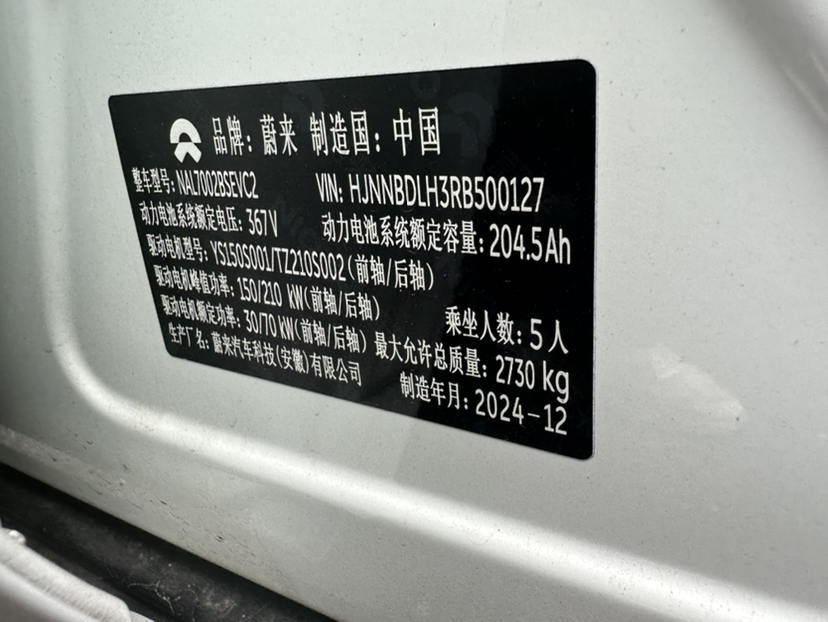 品牌：蔚来 制造国：中国
整车型号：NAL7002BSEVC2 VIN: HJNNBDLH3RB500127
动力电池系统额定电压：367V 动力电池系统额定容量：204.5Ah
驱动电机型号：YS150S001/TZ210S002(前轴/后轴)
驱动电机峰值功率：150/210 kW(前轴/后轴) 乘坐人数：5人
驱动电机额定功率：30/70 kW(前轴/后轴) 最大允许总质量：2730 kg
生产厂名：蔚来汽车科技(安徽)有限公司 制造年月：2024-12